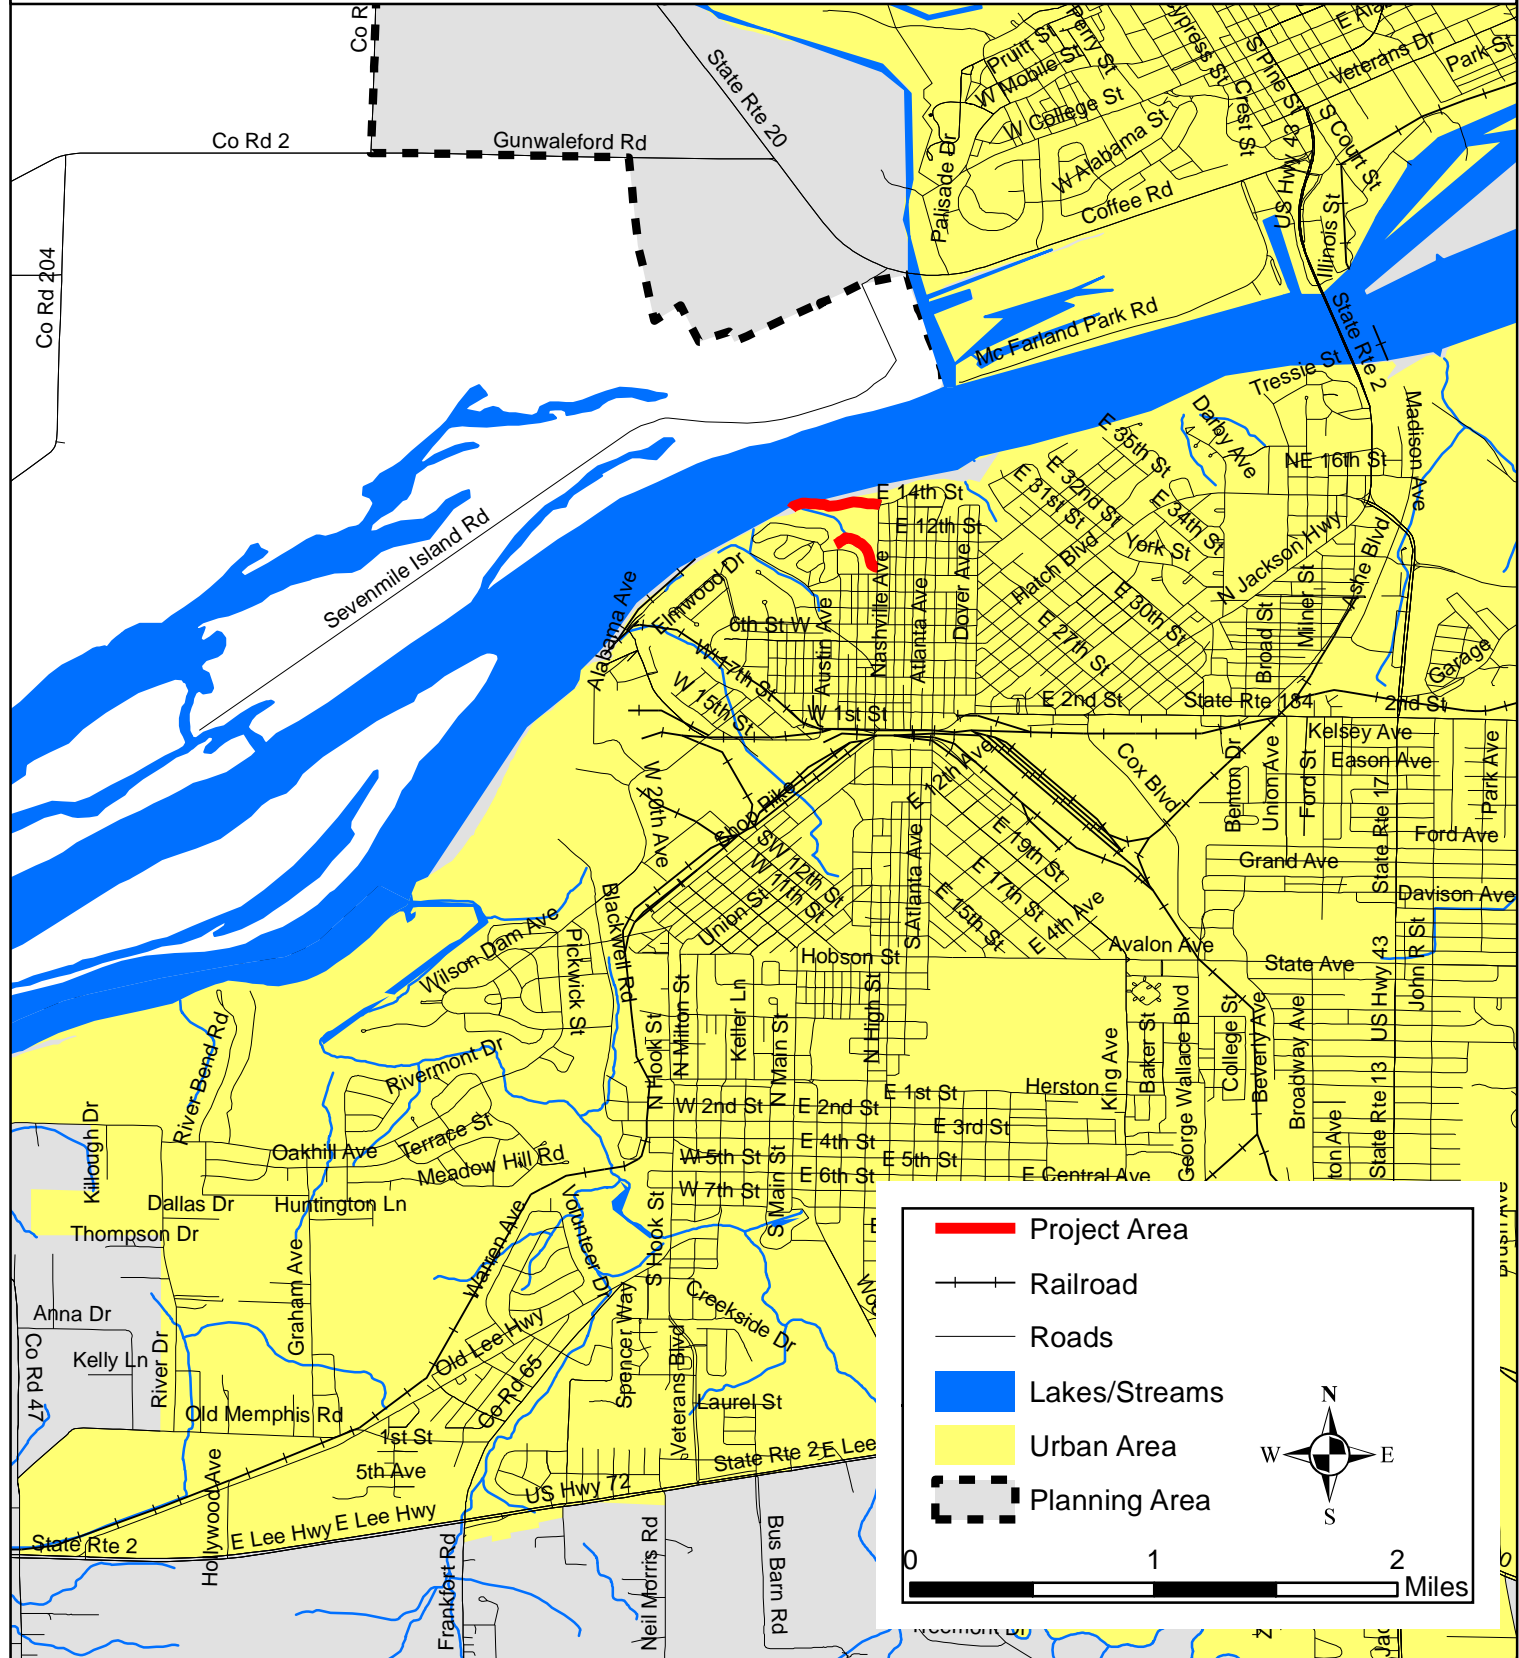 Co R
State Rte 20
Pruitt St
Perry St
W Mobile St
W College St
Cypress St
S Pine St
Crest St
E Ala
Veterans Dr
Park St
Co Rd 2
Gunwaleford Rd
Palisade Dr
W Alabama St
Coffee Rd
US Hwy 43
S Court St
Illinois St
Co Rd 204
Mc Farland Park Rd
State Rte 2
Tressie St
Darby Ave
Madison Ave
E 35th St
E 32nd St
E 31st St
NE 16th St
E 34th St
E 14th St
E 12th St
York St
N Jackson Hwy
Ashe Blvd
Hatch Blvd
Sevenmile Island Rd
Alabama Ave
Elmwood Dr
6th St W
Austin Ave
Nashville Ave
Atlanta Ave
Dover Ave
E 30th St
E 27th St
Broad St
Milner St
Garage
W 17th St
W 15th St
W 1st St
E 2nd St
State Rte 184
2nd St
Kelsey Ave
Eason Ave
W 20th Ave
Shop Pike
E 12th Ave
Cox Blvd
Benton Dr
Union Ave
Ford St
State Rte 17
Park Ave
Ford Ave
SW 12th St
W 11th St
Union St
S Atlanta Ave
E 19th St
E 17th St
E 15th St
E 4th Ave
Grand Ave
Davison Ave
Blackwell Rd
Wilson Dam Ave
Pickwick St
Hobson St
Avalon Ave
State Ave
US Hwy 43
John R St
River Bend Rd
Rivermont Dr
N Hook St
N Milton St
Keller Ln
N Main St
N High St
King Ave
Baker St
George Wallace Blvd
College St
Beverly Ave
Broadway Ave
State Rte 13
ton Ave
Herston
E 1st St
W 2nd St
E 2nd St
E 3rd St
E 4th St
W 5th St
E 5th St
E 6th St
W 7th St
E Central Ave
Killough Dr
Oakhill Ave
Terrace St
Meadow Hill Rd
Dallas Dr
Huntington Ln
Thompson Dr
Warren Ave
Volunteer Dr
S Hook St
S Main St
Graham Ave
Anna Dr
Kelly Ln
Co Rd 47
River Dr
Old Lee Hwy
Co Rd 65
Spencer Way
Veterans Blvd
Creekside Dr
Laurel St
Old Memphis Rd
1st St
5th Ave
State Rte 2
E Lee
US Hwy 72
Hollywood Ave
E Lee Hwy
E Lee Hwy
State Rte 2
Frankfort Rd
Neil Morris Rd
Bus Barn Rd
Project Area
Railroad
Roads
Lakes/Streams
Urban Area
Planning Area
N
W
E
S
0
1
2
Miles